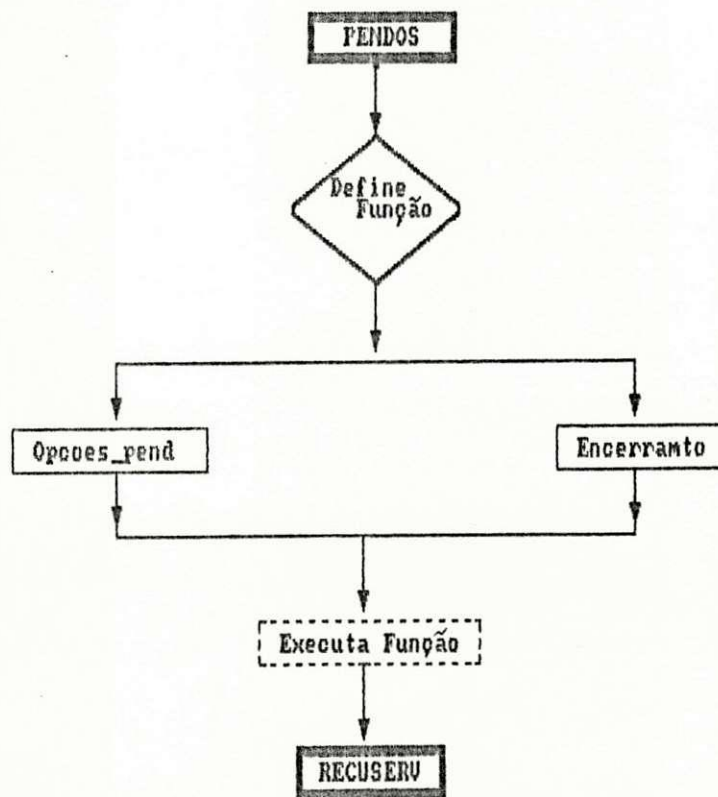 PENDOS
Define
Função
Opcoes_pend
Encerramto
Executa Função
RECUSERV